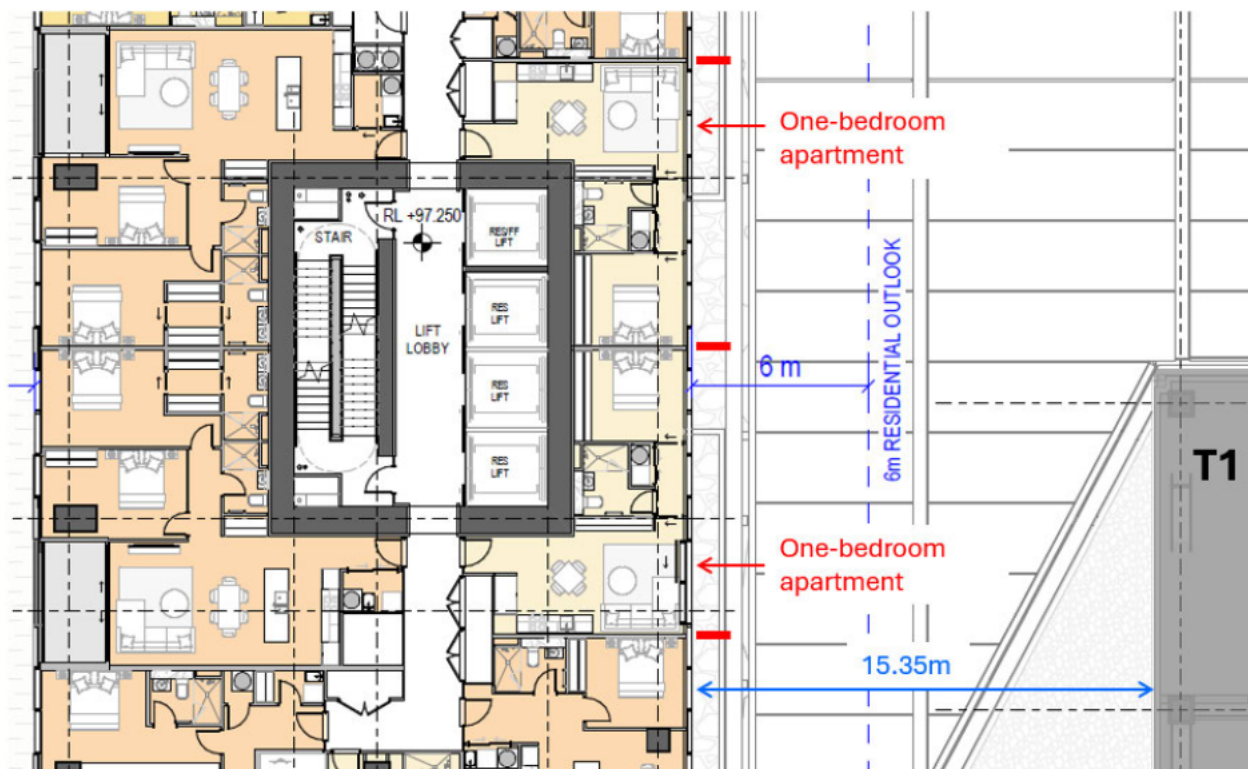 One-bedroom
apartment
RL +97.250
STAIR
RES/FF
LIFT
RES
LIFT
LIFT
LOBBY
RES
LIFT
RES
LIFT
6m RESIDENTIAL OUTLOOK
6 m
T1
One-bedroom
apartment
15.35m